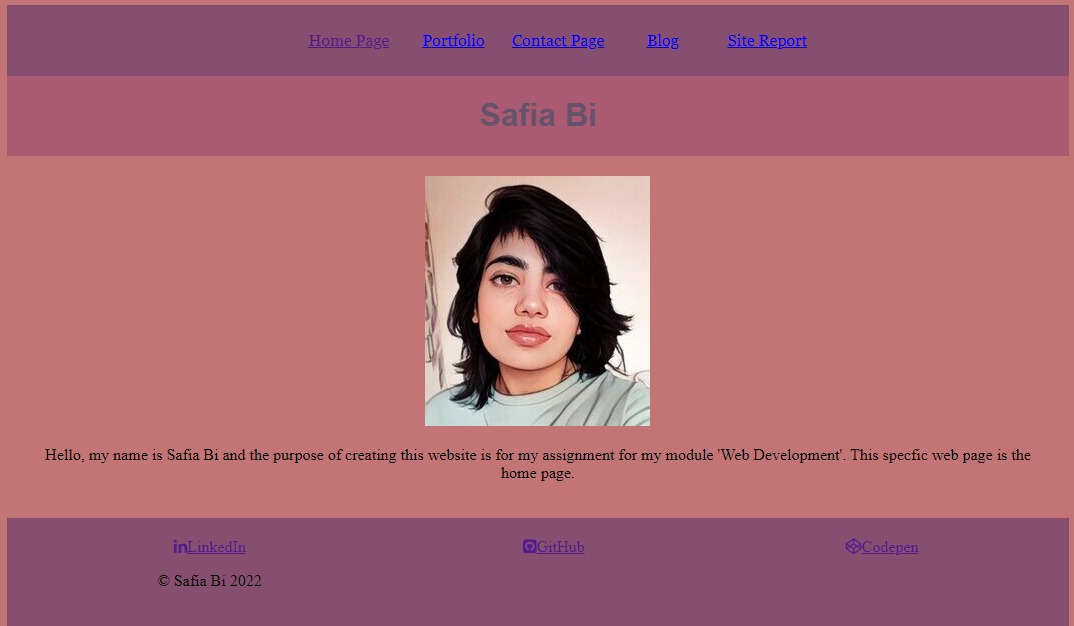 Home Page Portfolio Contact Page Blog Site Report
Safia Bi
Hello, my name is Safia Bi and the purpose of creating this website is for my assignment for my module 'Web Development'. This specfic web page is the
home page.
LinkedIn GitHub Codepen
© Safia Bi 2022